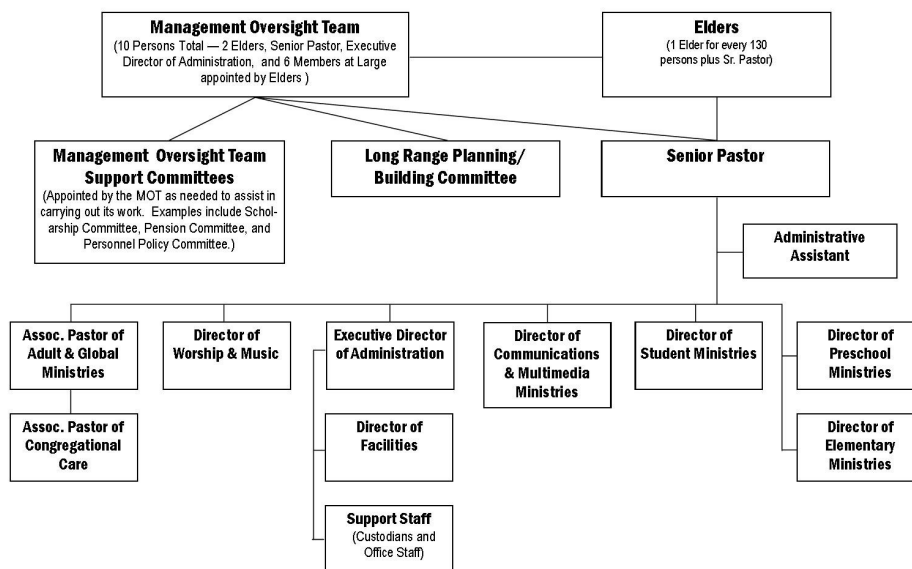 Management Oversight Team
(10 Persons Total — 2 Elders, Senior Pastor, Executive
Director of Administration, and 6 Members at Large
appointed by Elders )
Elders
(1 Elder for every 130
persons plus Sr. Pastor)
Management Oversight Team
Support Committees
(Appointed by the MOT as needed to assist in
carrying out its work. Examples include Schol-
arship Committee, Pension Committee, and
Personnel Policy Committee.)
Long Range Planning/
Building Committee
Senior Pastor
Administrative
Assistant
Assoc. Pastor of
Adult & Global
Ministries
Director of
Worship & Music
Executive Director
of Administration
Director of
Communications
& Multimedia
Ministries
Director of
Student Ministries
Director of
Preschool
Ministries
Assoc. Pastor of
Congregational
Care
Director of
Facilities
Director of
Elementary
Ministries
Support Staff
(Custodians and
Office Staff)